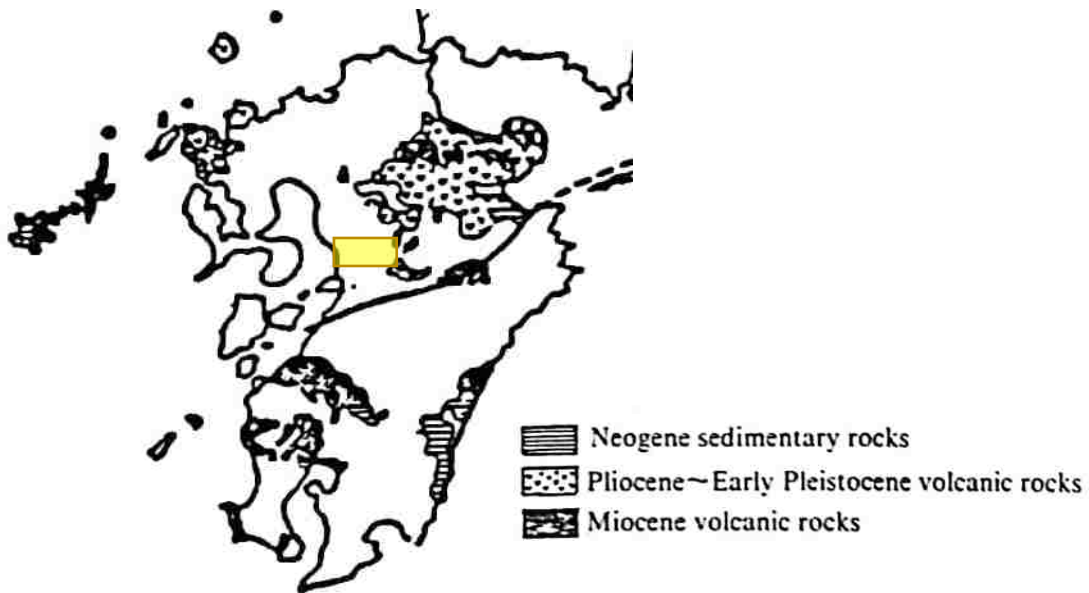 Neogene sedimentary rocks
Pliocene~Early Pleistocene volcanic rocks
Miocene volcanic rocks